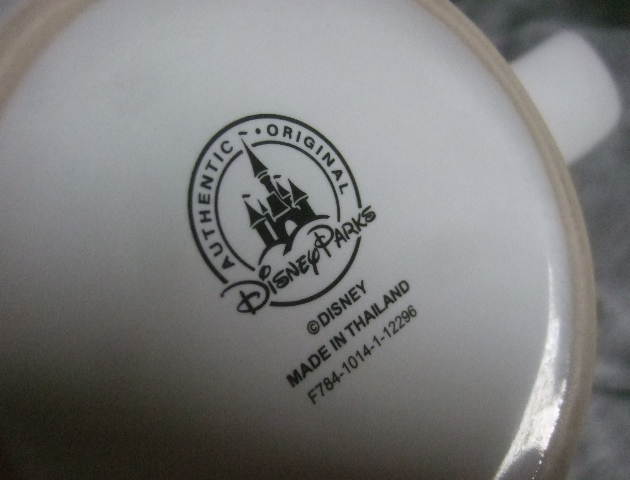 AUTHENTIC • ORIGINAL
Disney Parks
©DISNEY
MADE IN THAILAND
F784-1014-1-12296